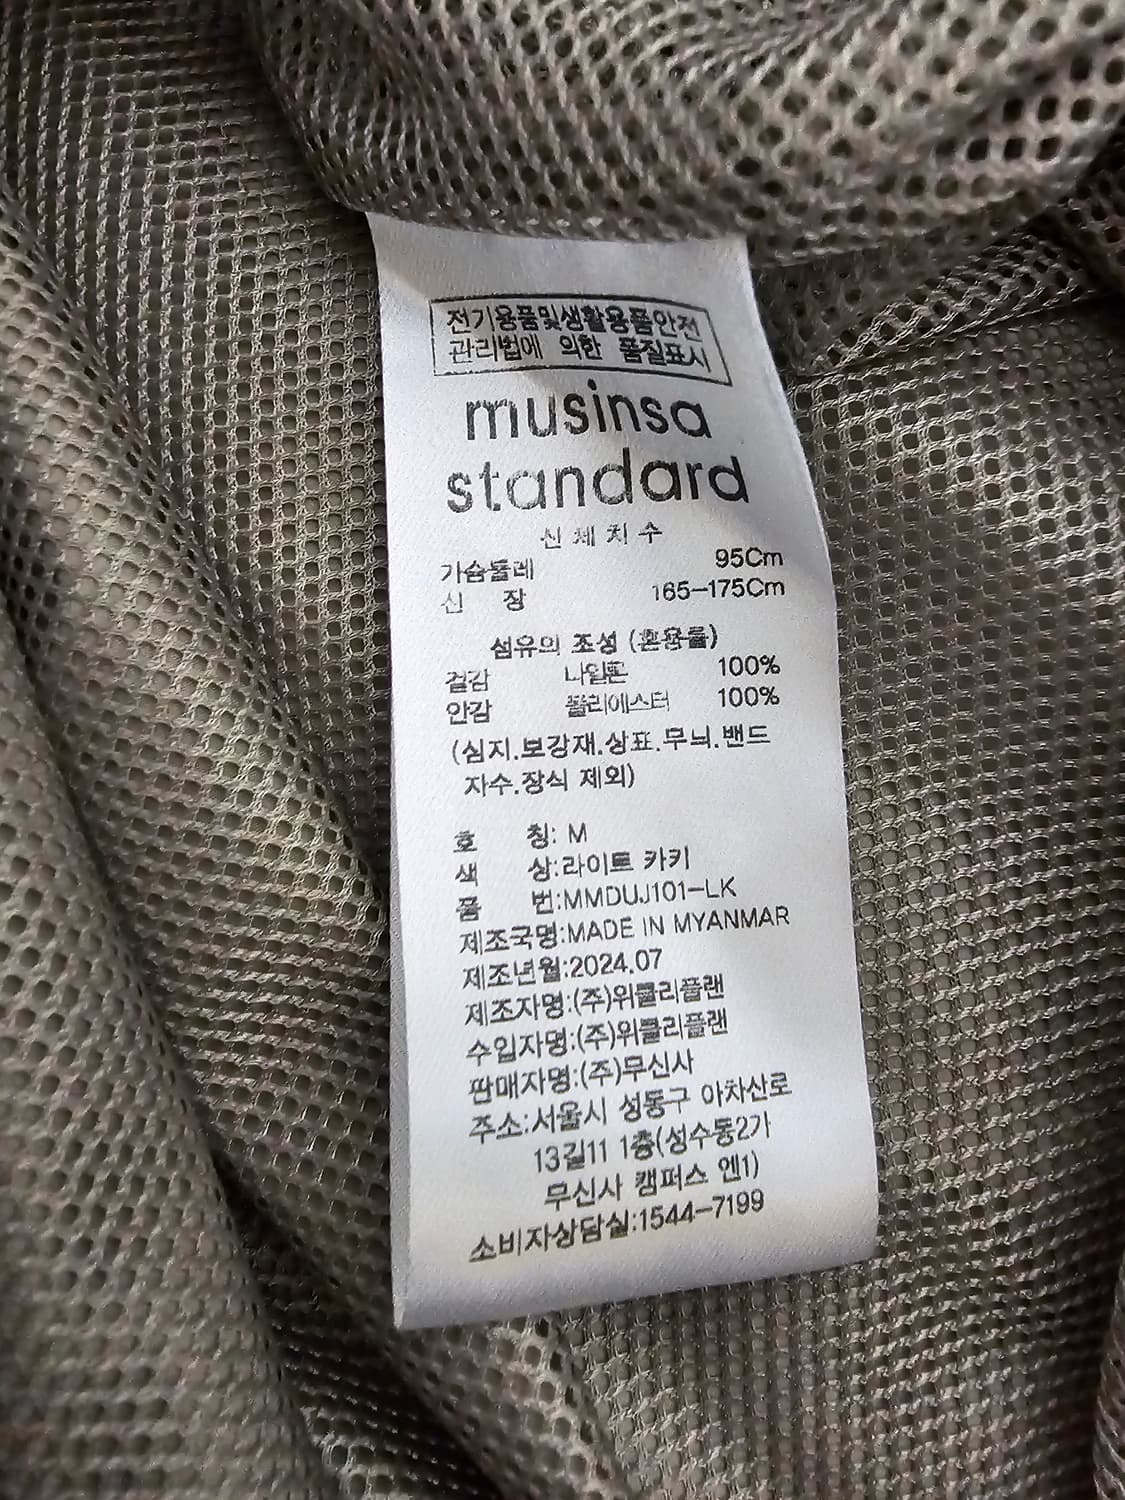 전기용품및생활용품안전
관리법에 의한 품질표시
musinsa
standard
신체치수
가슴둘레 95Cm
신 장 165-175Cm
섬유의 조성 (혼용률)
겉감 나일론 100%
안감 폴리에스터 100%
(심지.보강재.상표.무늬.밴드
자수.장식 제외)
호 칭: M
색 상:라이트 카키
품 번:MMDUJ101-LK
제조국명:MADE IN MYANMAR
제조년월:2024.07
제조자명:(주)위클리플랜
수입자명:(주)위클리플랜
판매자명:(주)무신사
주소:서울시 성동구 아차산로
13길11 1층(성수동2가
무신사 캠퍼스 엔1)
소비자상담실:1544-7199